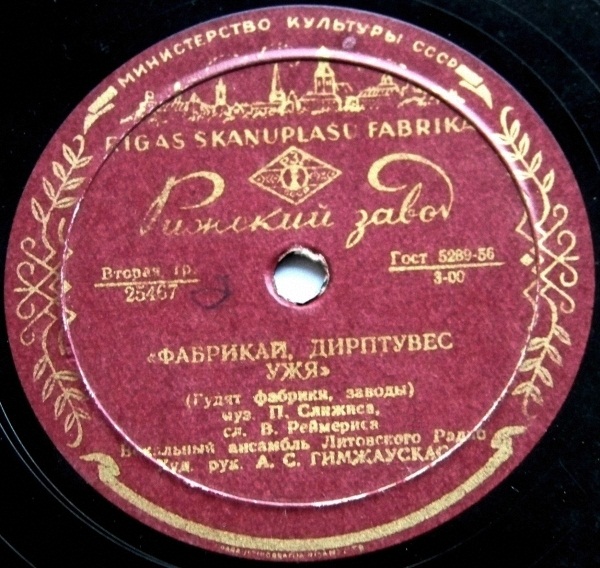 МИНИСТЕРСТВО КУЛЬТУРЫ СССР
RIGAS SKANUPLAŠU FABRIKA
Рижский завод
Вторая гр.
25467
Гост 5289-56
3-00
«ФАБРИКАЙ, ДИРПТУВЕС
УЖЯ»
(Гудят фабрики, заводы)
муз. П. Слижиса,
сл. В. Реймериса
Вокальный ансамбль Литовского Радио
Худ. рук. А. С. ГИМЖАУСКАС